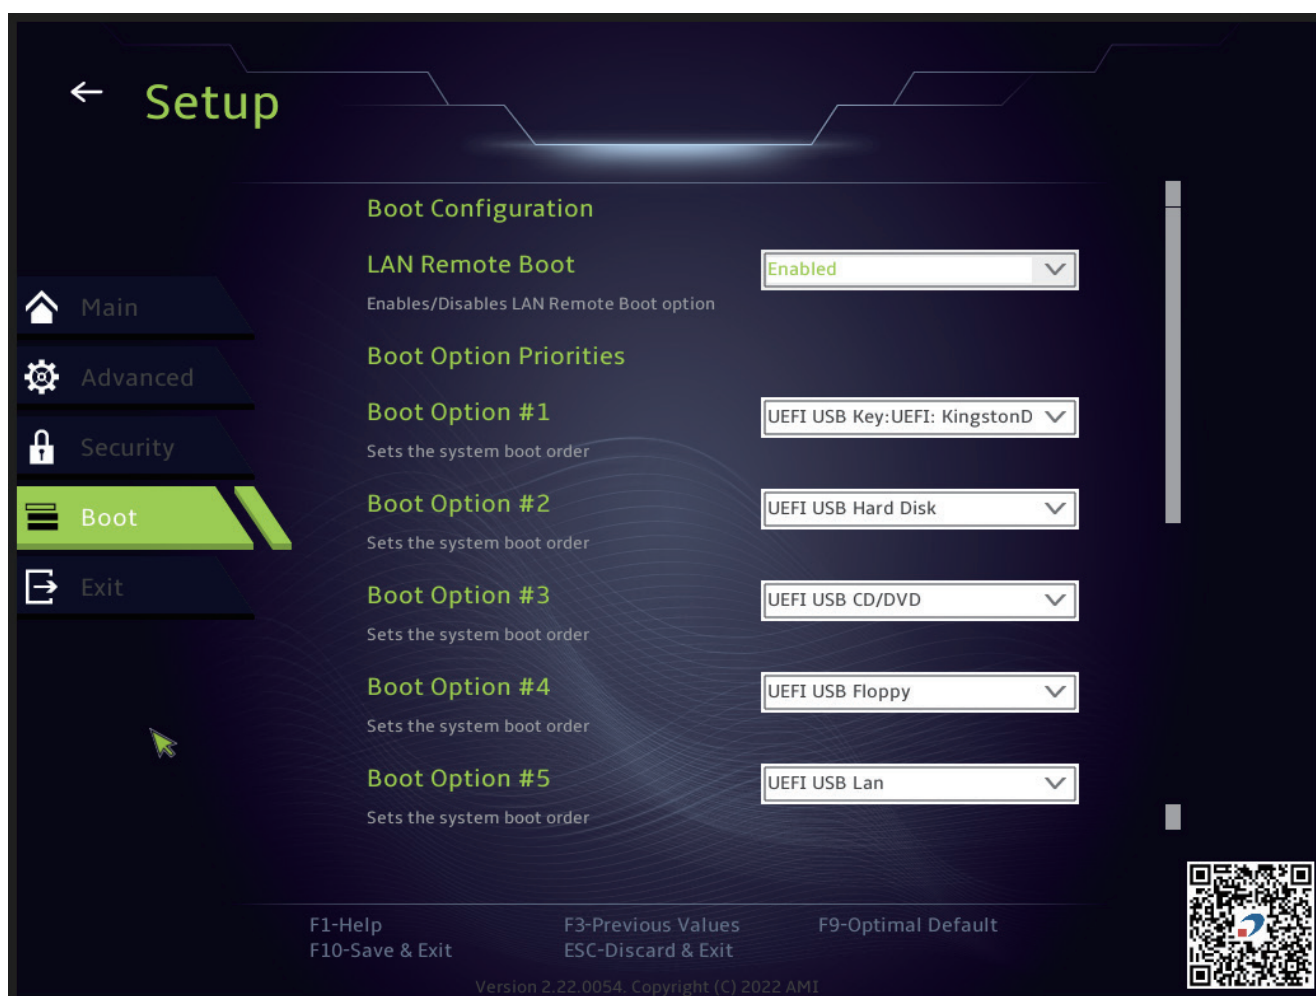 Setup
Boot Configuration
LAN Remote Boot
Enabled
Enables/Disables LAN Remote Boot option
Main
Boot Option Priorities
Advanced
Boot Option #1
UEFI USB Key:UEFI: KingstonD
Security
Sets the system boot order
Boot Option #2
UEFI USB Hard Disk
Boot
Sets the system boot order
Exit
Boot Option #3
UEFI USB CD/DVD
Sets the system boot order
Boot Option #4
UEFI USB Floppy
Sets the system boot order
Boot Option #5
UEFI USB Lan
Sets the system boot order
F1-Help F3-Previous Values F9-Optimal Default
F10-Save & Exit ESC-Discard & Exit
Version 2.22.0054. Copyright (C) 2022 AMI